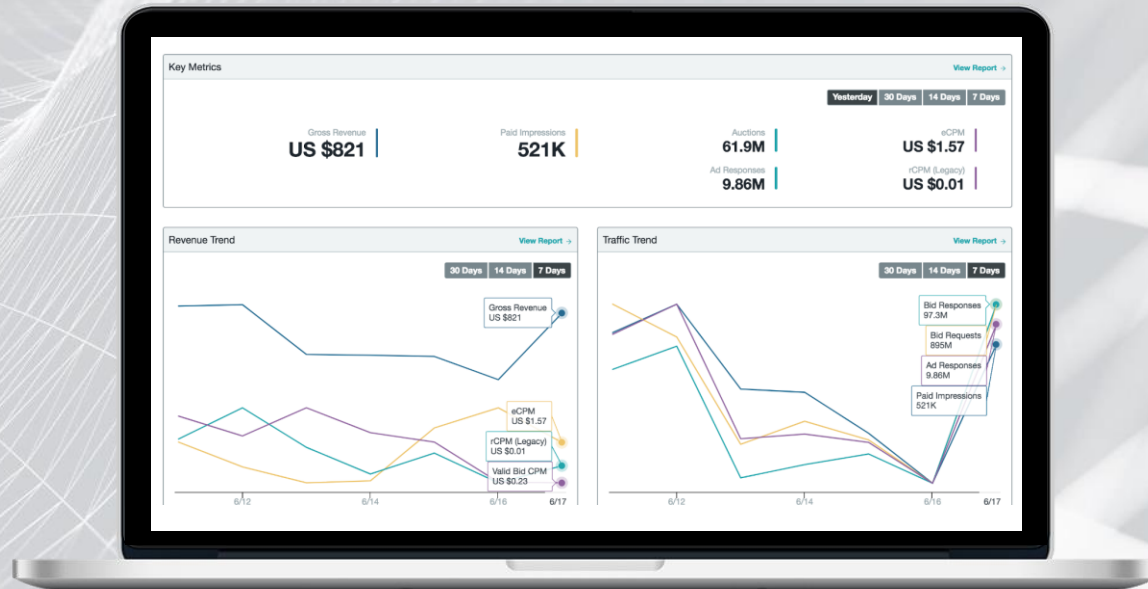 Key Metrics
View Report →
Yesterday 30 Days 14 Days 7 Days
Gross Revenue
US $821
Paid Impressions
521K
Auctions
61.9M
eCPM
US $1.57
Ad Responses
9.86M
rCPM (Legacy)
US $0.01
Revenue Trend
View Report →
30 Days 14 Days 7 Days
Gross Revenue
US $821
eCPM
US $1.57
rCPM (Legacy)
US $0.01
Valid Bid CPM
US $0.23
6/12 6/14 6/16 6/17
Traffic Trend
View Report →
30 Days 14 Days 7 Days
Bid Responses
97.3M
Bid Requests
895M
Ad Responses
9.86M
Paid Impressions
521K
6/12 6/14 6/16 6/17